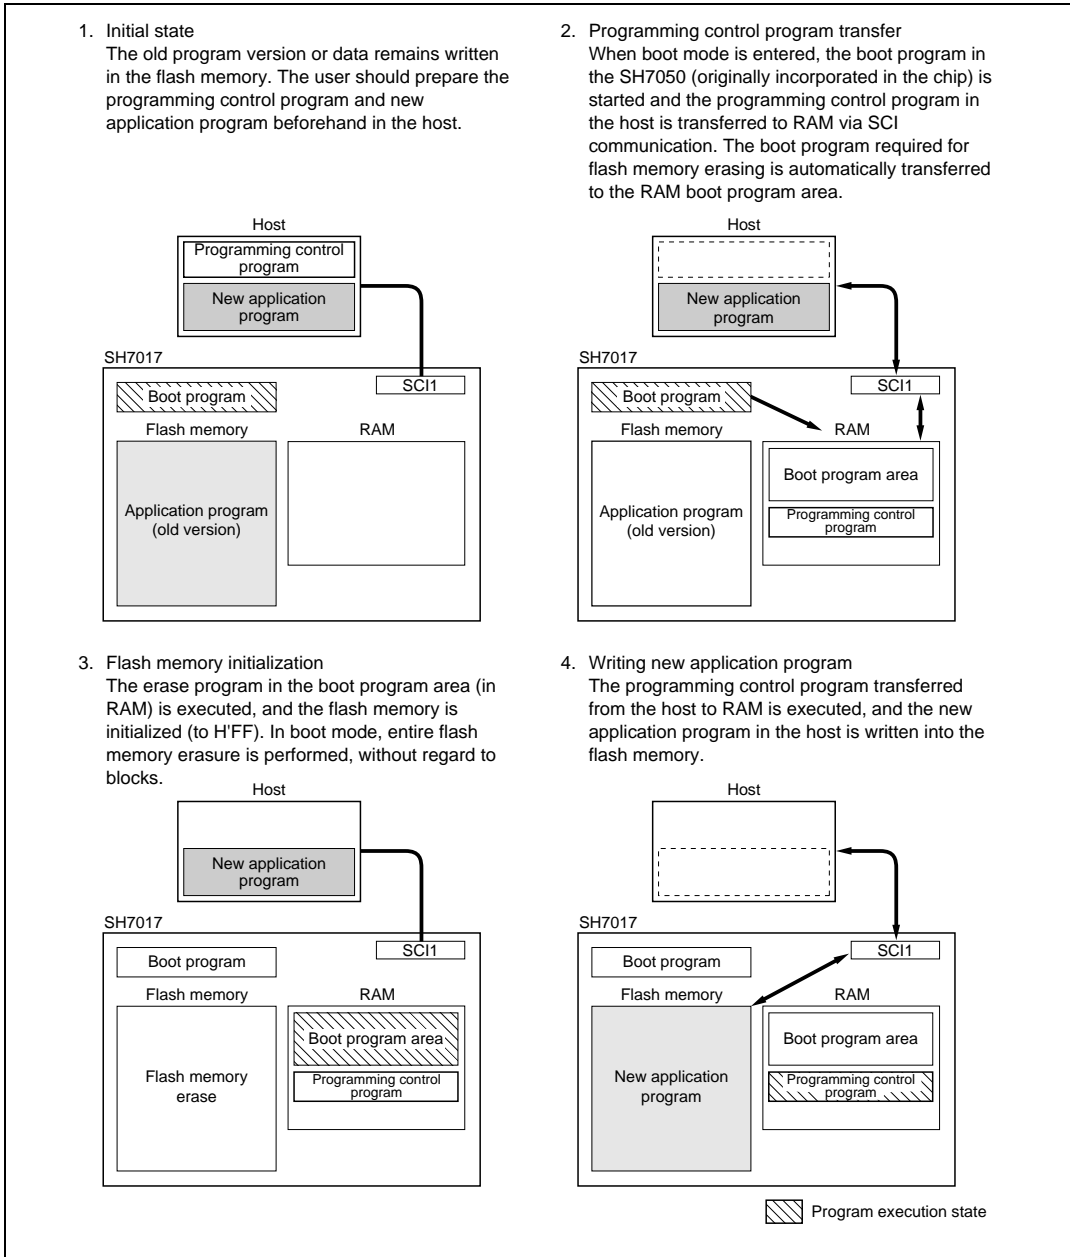 1. Initial state
The old program version or data remains written
in the flash memory. The user should prepare the
programming control program and new
application program beforehand in the host.
Host
Programming control
program
New application
program
SH7017
SCI1
Boot program
Flash memory
RAM
Application program
(old version)
2. Programming control program transfer
When boot mode is entered, the boot program in
the SH7050 (originally incorporated in the chip) is
started and the programming control program in
the host is transferred to RAM via SCI
communication. The boot program required for
flash memory erasing is automatically transferred
to the RAM boot program area.
Host
New application
program
SH7017
SCI1
Boot program
Flash memory
RAM
Boot program area
Application program
(old version)
Programming control
program
3. Flash memory initialization
The erase program in the boot program area (in
RAM) is executed, and the flash memory is
initialized (to H'FF). In boot mode, entire flash
memory erasure is performed, without regard to
blocks.
Host
New application
program
SH7017
SCI1
Boot program
Flash memory
RAM
Boot program area
Flash memory
erase
Programming control
program
4. Writing new application program
The programming control program transferred
from the host to RAM is executed, and the new
application program in the host is written into the
flash memory.
Host
SH7017
SCI1
Boot program
Flash memory
RAM
Boot program area
New application
program
Programming control
program
Program execution state